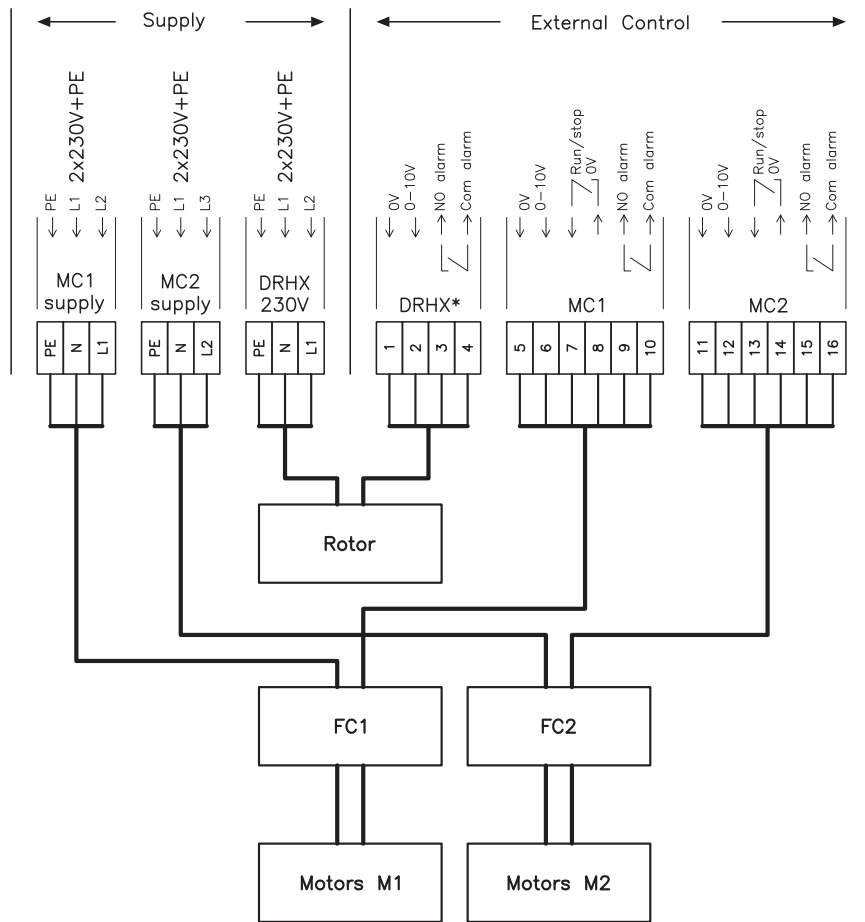 Supply
External Control
2x230V+PE
2x230V+PE
2x230V+PE
PE
L1
L2
PE
L1
L3
PE
L1
L2
0V
0-10V
NO alarm
Com alarm
0V
0-10V
Run/stop
0V
NO alarm
Com alarm
0V
0-10V
Run/stop
0V
NO alarm
Com alarm
MC1
supply
MC2
supply
DRHX
230V
DRHX*
MC1
MC2
PE N L1
PE N L2
PE N L1
1 2 3 4
5 6 7 8 9 10
11 12 13 14 15 16
Rotor
FC1
FC2
Motors M1
Motors M2